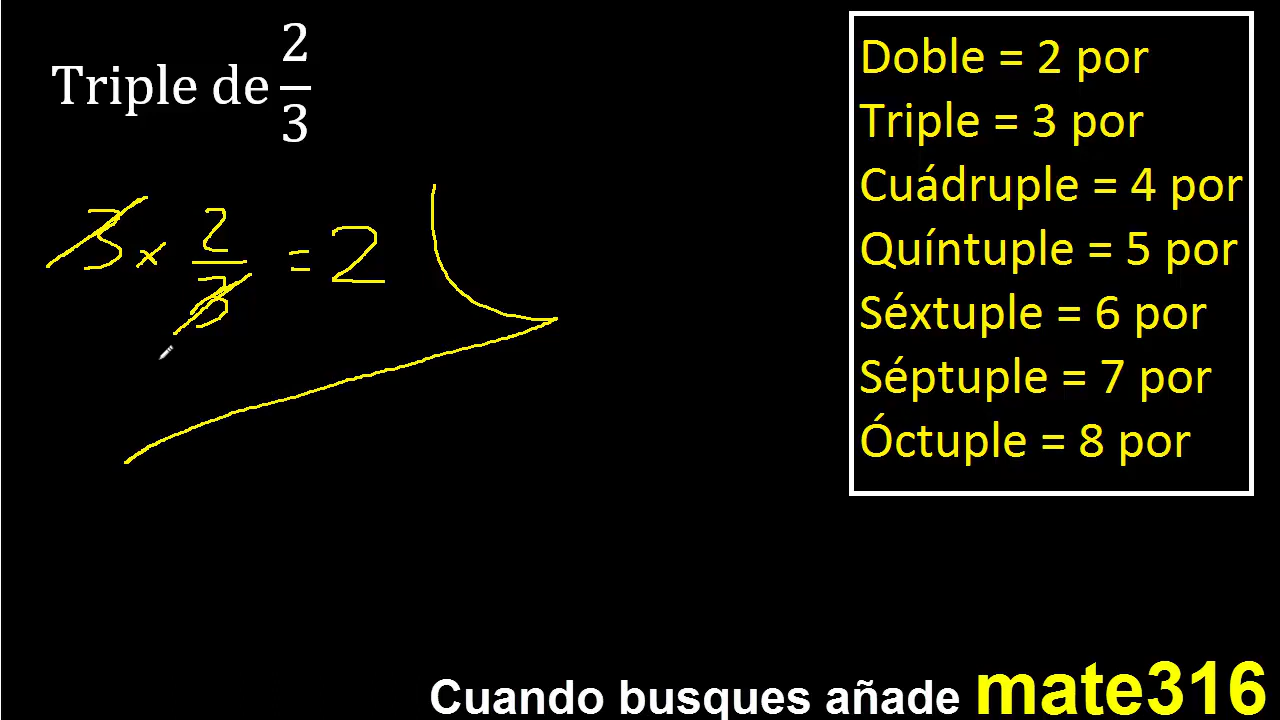 Triple de 2/3
3 × 2/3 = 2
Doble = 2 por
Triple = 3 por
Cuádruple = 4 por
Quíntuple = 5 por
Séxtuple = 6 por
Séptuple = 7 por
Óctuple = 8 por
Cuando busques añade mate316